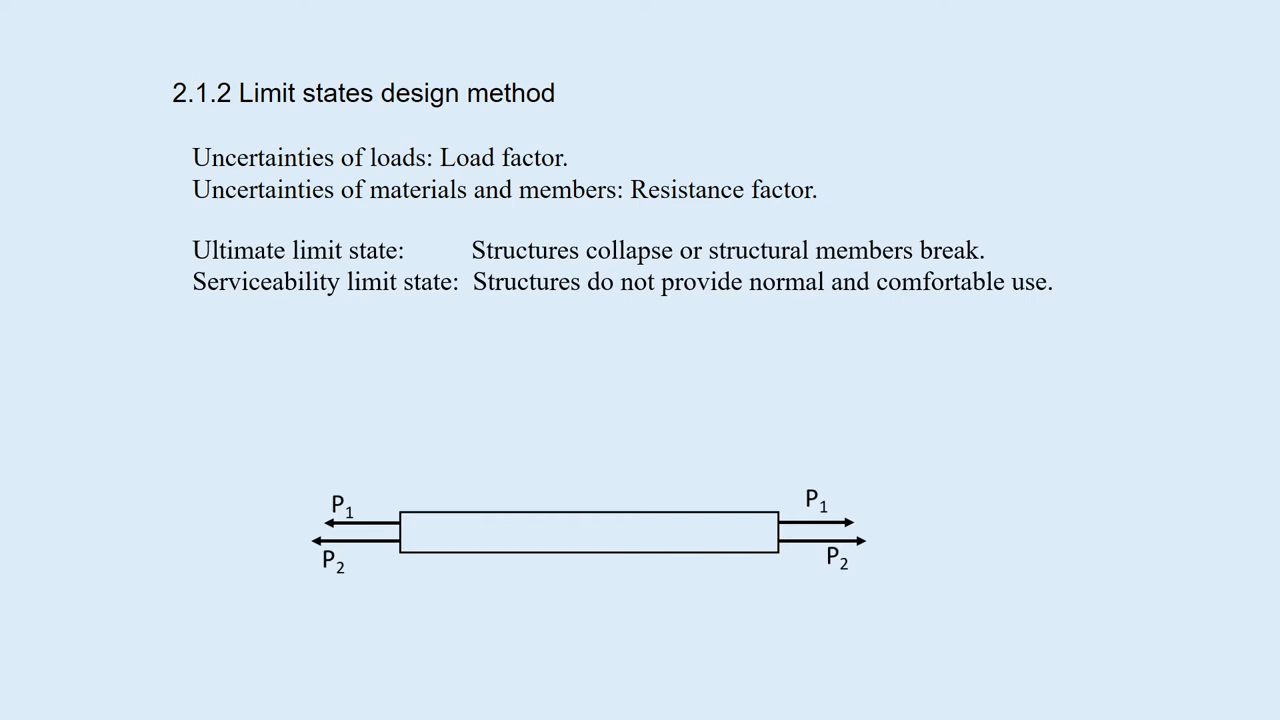 2.1.2 Limit states design method
Uncertainties of loads: Load factor.
Uncertainties of materials and members: Resistance factor.
Ultimate limit state: Structures collapse or structural members break.
Serviceability limit state: Structures do not provide normal and comfortable use.
P₁ P₁
P₂ P₂